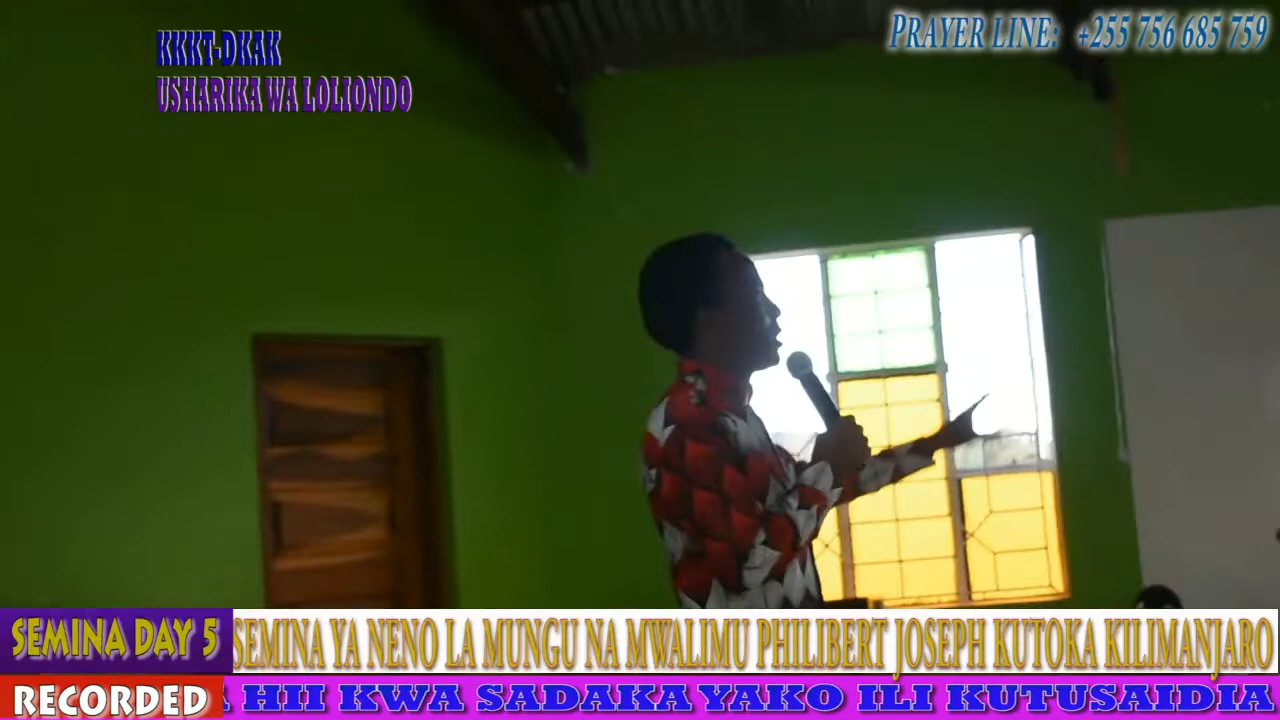 KKKT-DKAK
USHARIKA WA LOLIONDO
PRAYER LINE: +255 756 685 759
SEMINA DAY 5
SEMINA YA NENO LA MUNGU NA MWALIMU PHILIBERT JOSEPH KUTOKA KILIMANJARO
RECORDED
HII KWA SADAKA YAKO ILI KUTUSAIDIA